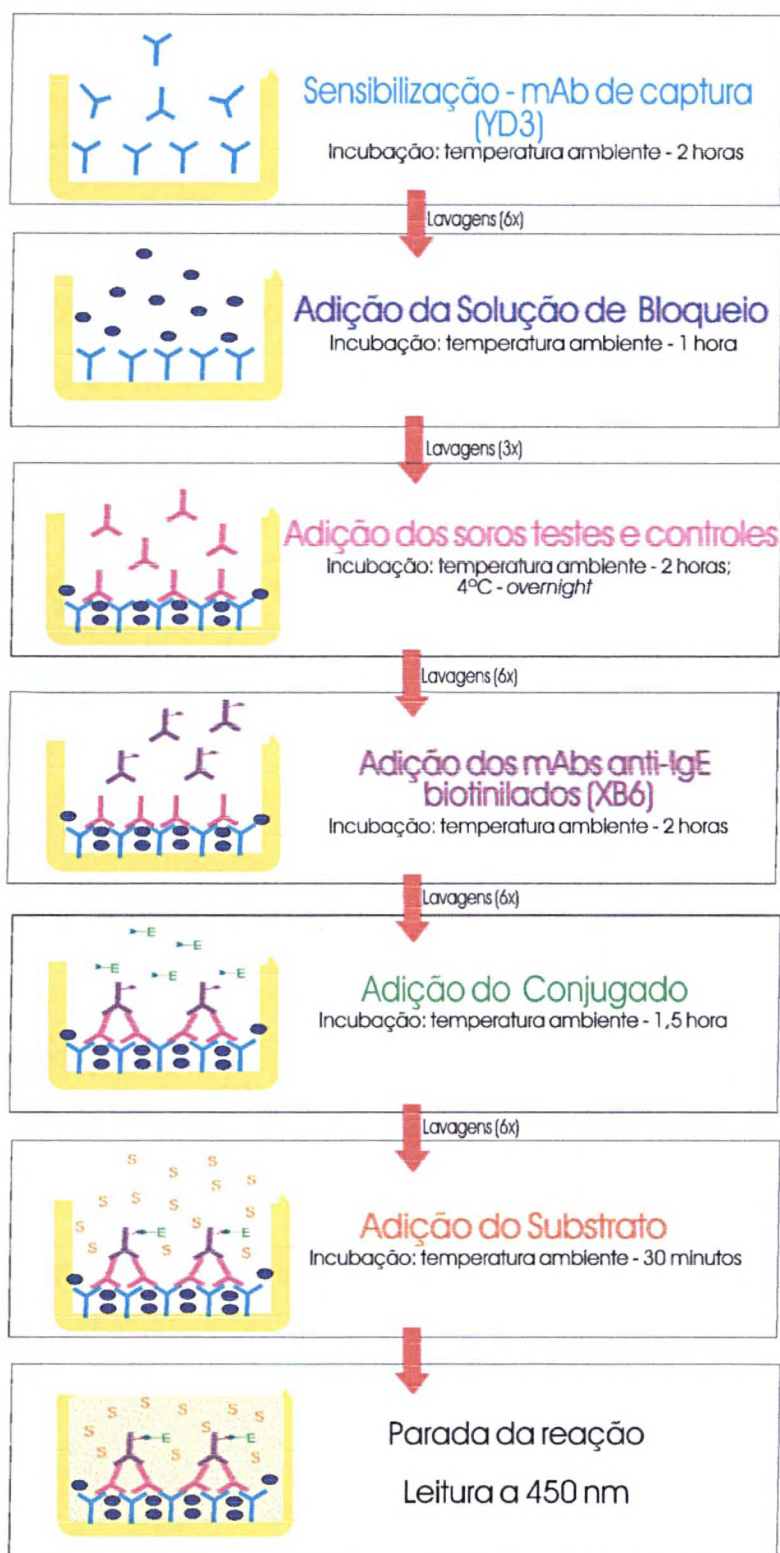 Sensibilização - mAb de captura
(YD3)
Incubação: temperatura ambiente - 2 horas
Lavagens (6x)
Adição da Solução de Bloqueio
Incubação: temperatura ambiente - 1 hora
Lavagens (3x)
Adição dos soros testes e controles
Incubação: temperatura ambiente - 2 horas;
4ºC - overnight
Lavagens (6x)
Adição dos mAbs anti-IgE
biotinilados (XB6)
Incubação: temperatura ambiente - 2 horas
Lavagens (6x)
E
E
E
E
Adição do Conjugado
Incubação: temperatura ambiente - 1,5 hora
Lavagens (6x)
S S S S
S S S S
S E S E
S S S
Adição do Substrato
Incubação: temperatura ambiente - 30 minutos
S S S S
S S S
S E S E
S S
Parada da reação
Leitura a 450 nm